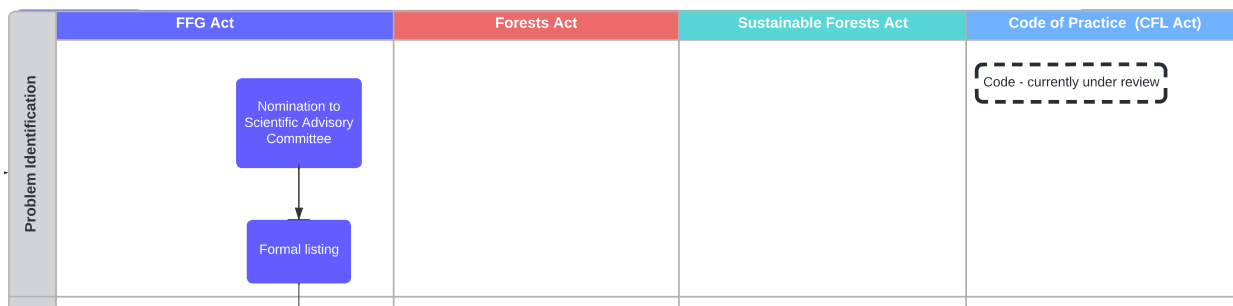 FFG Act
Forests Act
Sustainable Forests Act
Code of Practice (CFL Act)
Problem Identification
Nomination to
Scientific Advisory
Committee
Code - currently under review
Formal listing